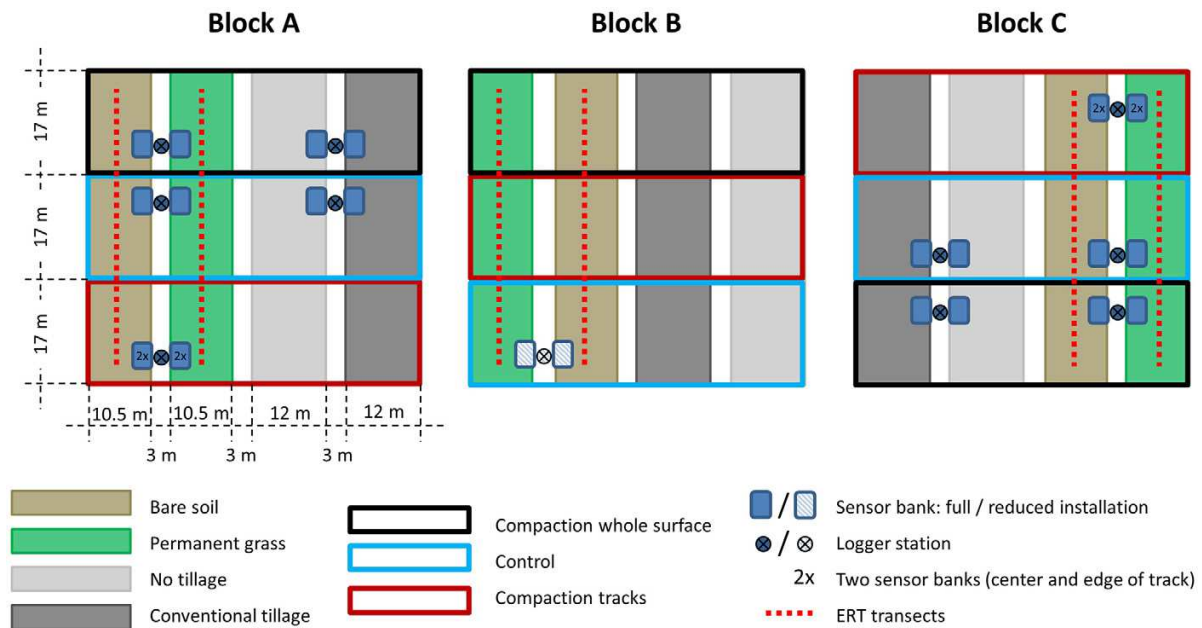 Block A
Block B
Block C
17 m
17 m
17 m
2x
2x
2x
2x
10.5 m
10.5 m
12 m
12 m
3 m
3 m
3 m
Bare soil
Permanent grass
No tillage
Conventional tillage
Compaction whole surface
Control
Compaction tracks
/
Sensor bank: full / reduced installation
/
Logger station
2x
Two sensor banks (center and edge of track)
ERT transects